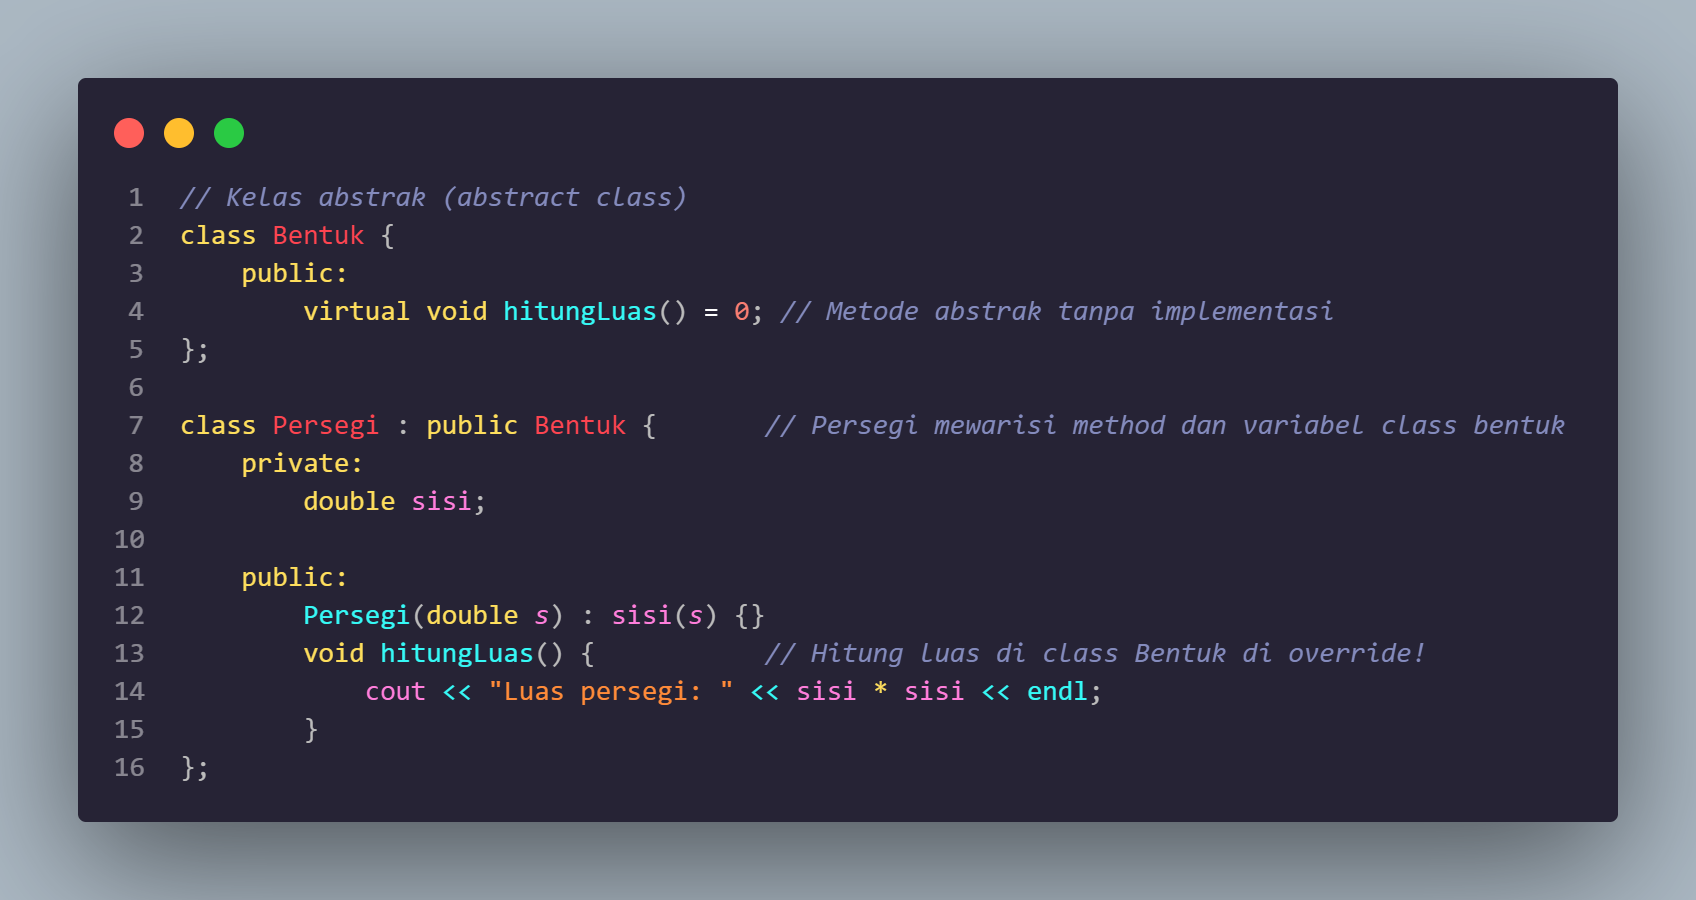 1 // Kelas abstrak (abstract class)
2 class Bentuk {
3     public:
4         virtual void hitungLuas() = 0; // Metode abstrak tanpa implementasi
5 };
6
7 class Persegi : public Bentuk {       // Persegi mewarisi method dan variabel class bentuk
8     private:
9         double sisi;
10
11     public:
12         Persegi(double s) : sisi(s) {}
13         void hitungLuas() {           // Hitung luas di class Bentuk di override!
14             cout << "Luas persegi: " << sisi * sisi << endl;
15         }
16 };